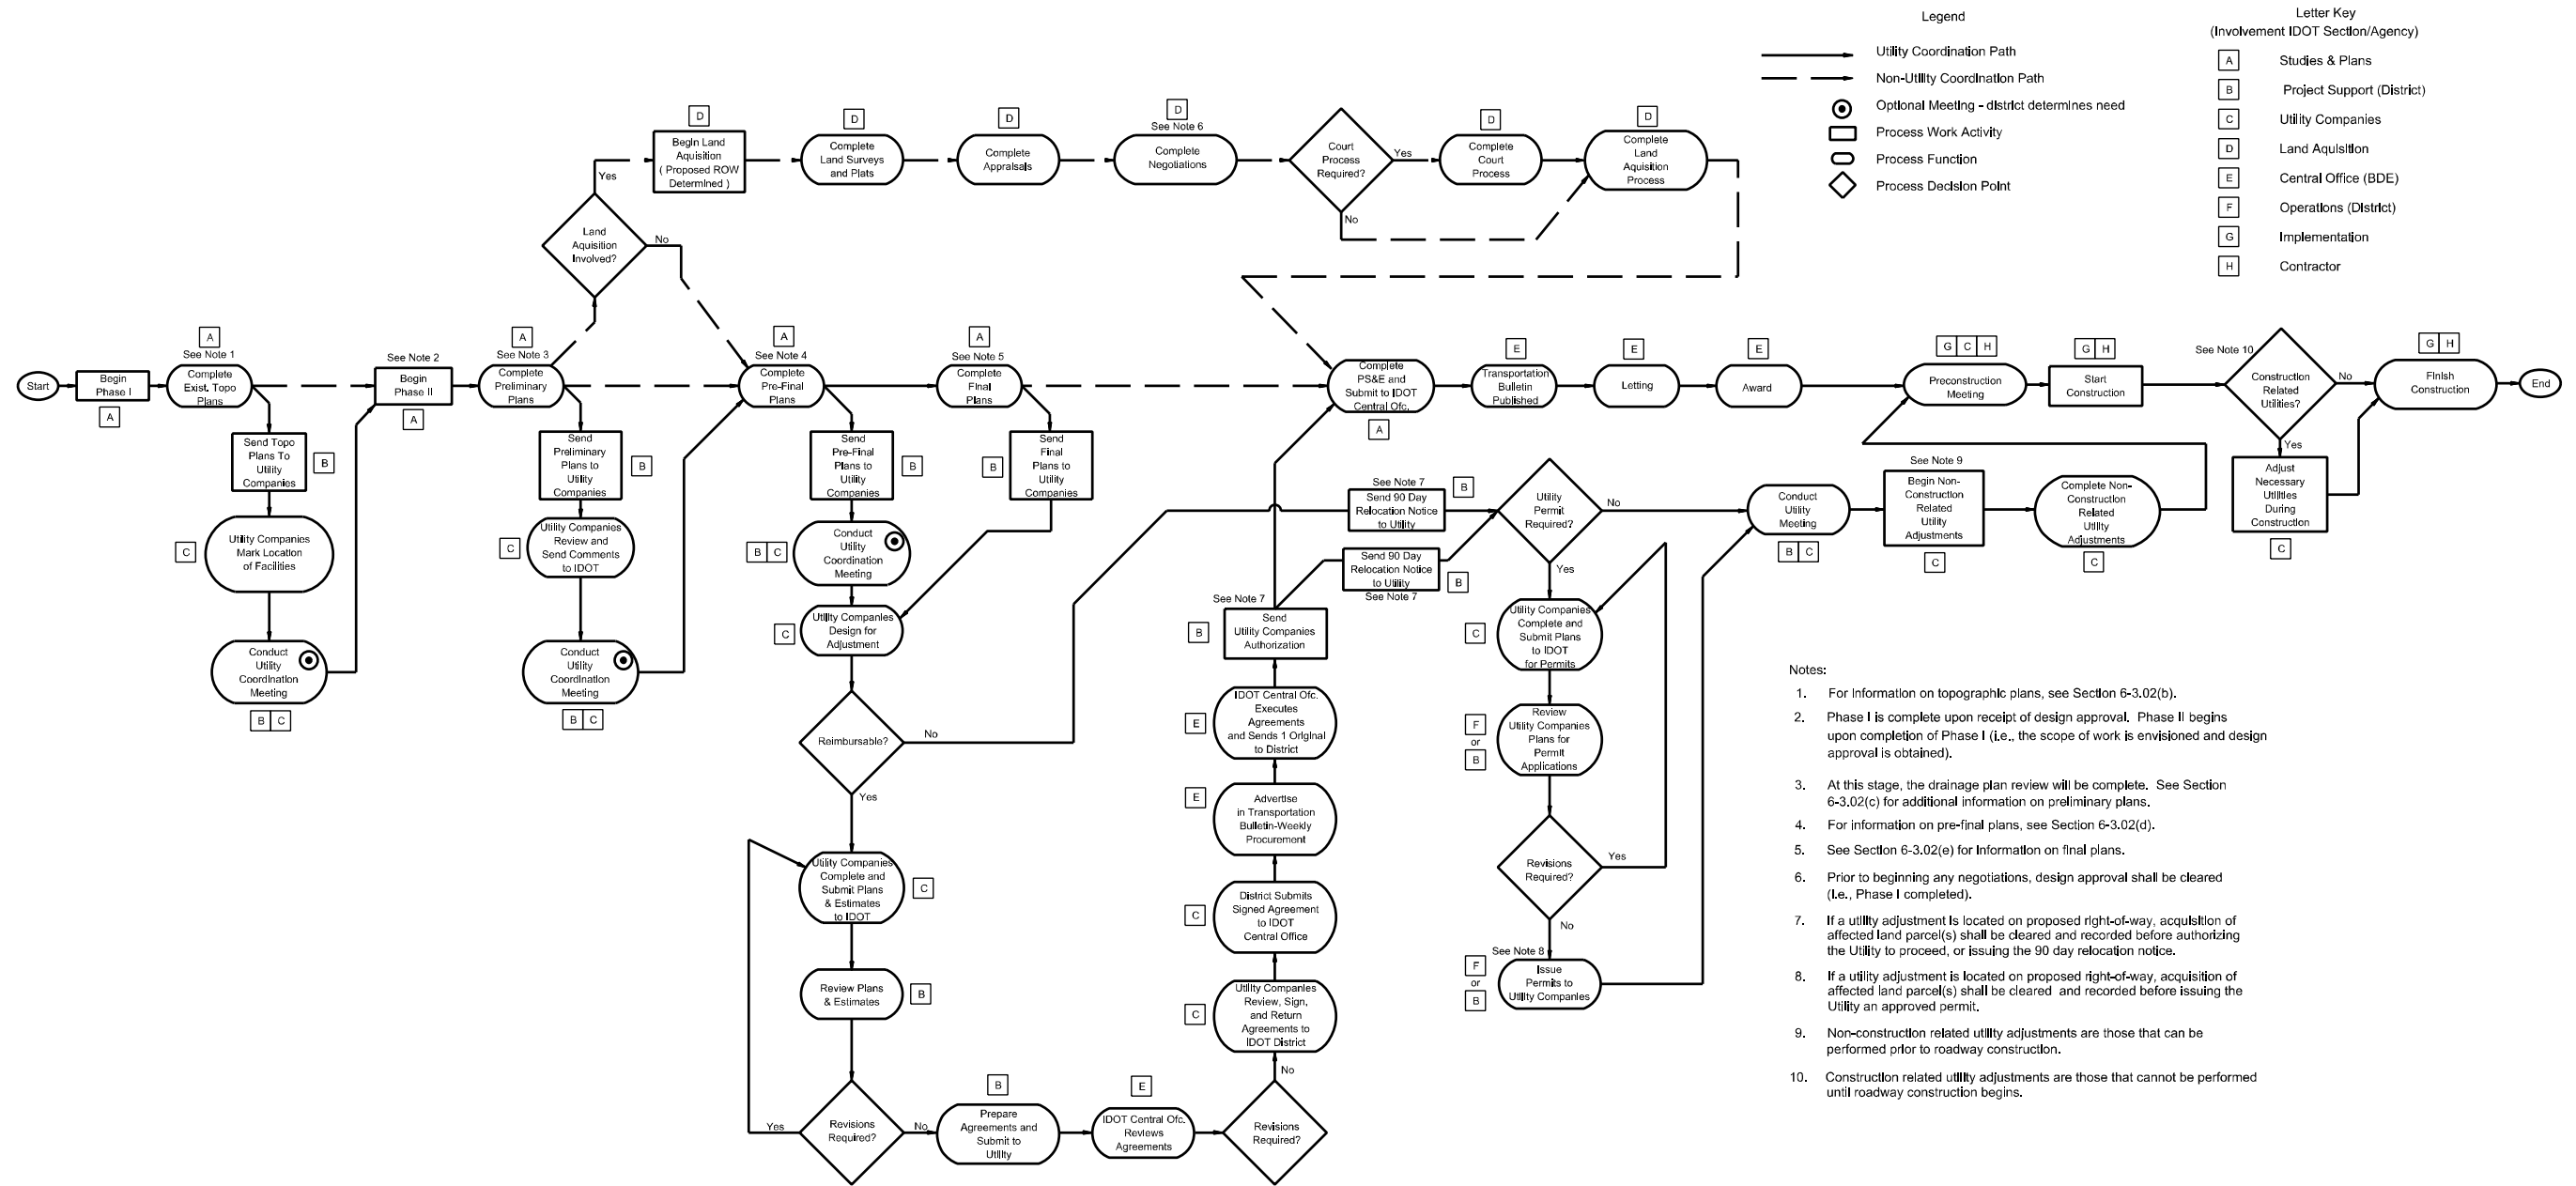 Legend
Utility Coordination Path
Non-Utility Coordination Path
Optional Meeting - district determines need
Process Work Activity
Process Function
Process Decision Point
Letter Key
(Involvement IDOT Section/Agency)
A Studies & Plans
B Project Support (District)
C Utility Companies
D Land Aquisition
E Central Office (BDE)
F Operations (District)
G Implementation
H Contractor
D
Begin Land
Aquisition
( Proposed ROW
Determined )
D
Complete
Land Surveys
and Plats
D
Complete
Appraisals
D
See Note 6
Complete
Negotiations
Court
Process
Required?
Yes
No
D
Complete
Court
Process
D
Complete
Land
Aquisition
Process
Yes
Land
Aquisition
Involved?
No
Start
Begin
Phase I
A
A
See Note 1
Complete
Exist. Topo
Plans
See Note 2
Begin
Phase II
A
A
See Note 3
Complete
Preliminary
Plans
A
See Note 4
Complete
Pre-Final
Plans
A
See Note 5
Complete
Final
Plans
Complete
PS&E and
Submit to IDOT
Central Ofc.
A
E
Transportation
Bulletin
Published
E
Letting
E
Award
G C H
Preconstruction
Meeting
G H
Start
Construction
See Note 10
Construction
Related
Utilities?
No
Yes
G H
Finish
Construction
End
Send Topo
Plans To
Utility
Companies
B
Utility Companies
Mark Location
of Facilities
C
Conduct
Utility
Coordination
Meeting
B C
Send
Preliminary
Plans to
Utility
Companies
B
Utility Companies
Review and
Send Comments
to IDOT
C
Conduct
Utility
Coordination
Meeting
B C
Send
Pre-Final
Plans to
Utility
Companies
B
Conduct
Utility
Coordination
Meeting
B C
Send
Final
Plans to
Utility
Companies
B
Utility Companies
Design for
Adjustment
C
Reimbursable?
No
Yes
Utility Companies
Complete and
Submit Plans
& Estimates
to IDOT
C
Review Plans
& Estimates
B
Revisions
Required?
Yes
No
B
Prepare
Agreements and
Submit to
Utility
E
IDOT Central Ofc.
Reviews
Agreements
Revisions
Required?
No
Utility Companies
Review, Sign,
and Return
Agreements to
IDOT District
C
District Submits
Signed Agreement
to IDOT
Central Office
C
Advertise
in Transportation
Bulletin-Weekly
Procurement
E
IDOT Central Ofc.
Executes
Agreements
and Sends 1 Original
to District
E
See Note 7
Send
Utility Companies
Authorization
B
See Note 7
Send 90 Day
Relocation Notice
to Utility
B
Send 90 Day
Relocation Notice
to Utility
See Note 7
B
Utility
Permit
Required?
No
Yes
Utility Companies
Complete and
Submit Plans
to IDOT
for Permits
C
Review
Utility Companies
Plans for
Permit
Applications
F
or
B
Revisions
Required?
Yes
No
See Note 8
Issue
Permits to
Utility Companies
F
or
B
Conduct
Utility
Meeting
B C
See Note 9
Begin Non-
Construction
Related
Utility
Adjustments
C
Complete Non-
Construction
Related
Utility
Adjustments
C
Adjust
Necessary
Utilities
During
Construction
C
Notes:
1. For information on topographic plans, see Section 6-3.02(b).
2. Phase I is complete upon receipt of design approval. Phase II begins
upon completion of Phase I (i.e., the scope of work is envisioned and design
approval is obtained).
3. At this stage, the drainage plan review will be complete. See Section
6-3.02(c) for additional information on preliminary plans.
4. For information on pre-final plans, see Section 6-3.02(d).
5. See Section 6-3.02(e) for information on final plans.
6. Prior to beginning any negotiations, design approval shall be cleared
(i.e., Phase I completed).
7. If a utility adjustment is located on proposed right-of-way, acquisition of
affected land parcel(s) shall be cleared and recorded before authorizing
the Utility to proceed, or issuing the 90 day relocation notice.
8. If a utility adjustment is located on proposed right-of-way, acquisition of
affected land parcel(s) shall be cleared and recorded before issuing the
Utility an approved permit.
9. Non-construction related utility adjustments are those that can be
performed prior to roadway construction.
10. Construction related utility adjustments are those that cannot be performed
until roadway construction begins.